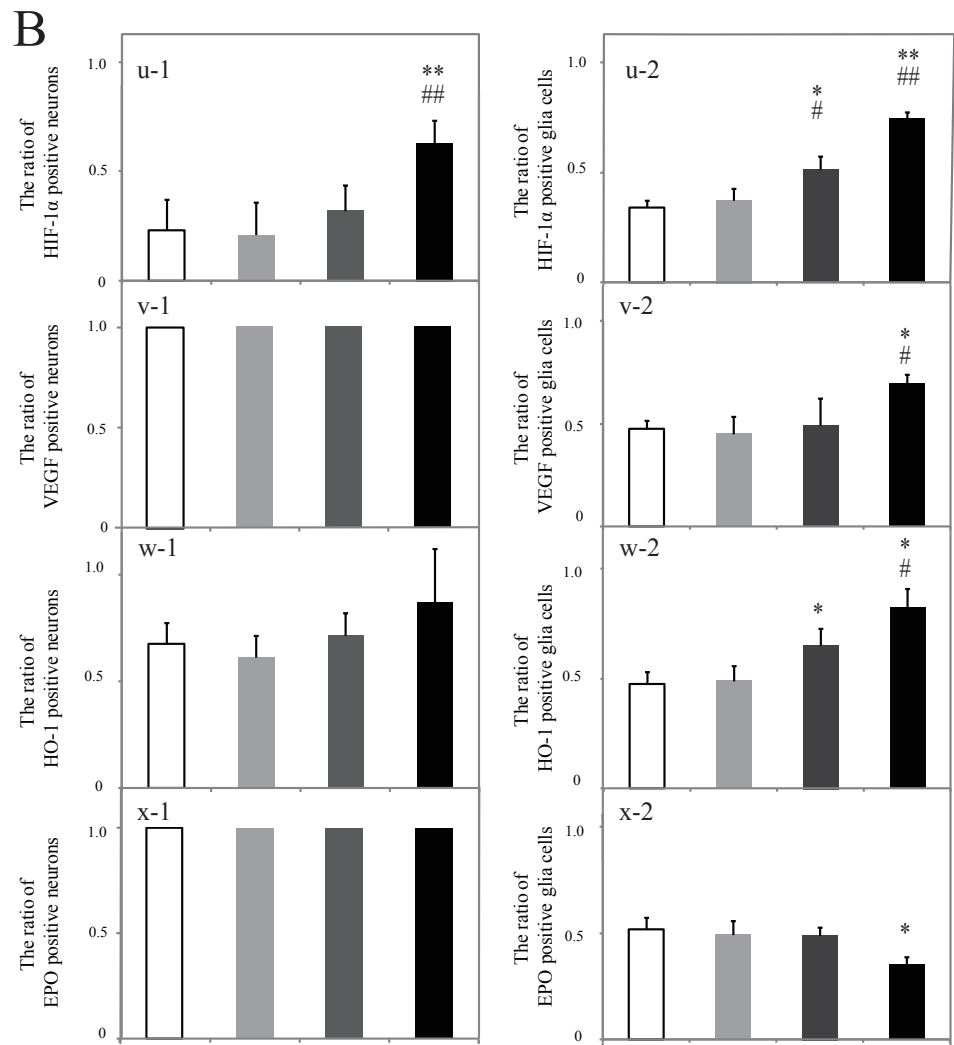 B
The ratio of
HIF-1α positive neurons
1.0
0.5
0
u-1
**
##
The ratio of
HIF-1α positive glia cells
1.0
0.5
0
u-2
*
#
**
##
The ratio of
VEGF positive neurons
1.0
0.5
0
v-1
The ratio of
VEGF positive glia cells
1.0
0.5
0
v-2
*
#
The ratio of
HO-1 positive neurons
1.0
0.5
0
w-1
The ratio of
HO-1 positive glia cells
1.0
0.5
0
w-2
*
*
#
The ratio of
EPO positive neurons
1.0
0.5
0
x-1
The ratio of
EPO positive glia cells
1.0
0.5
0
x-2
*